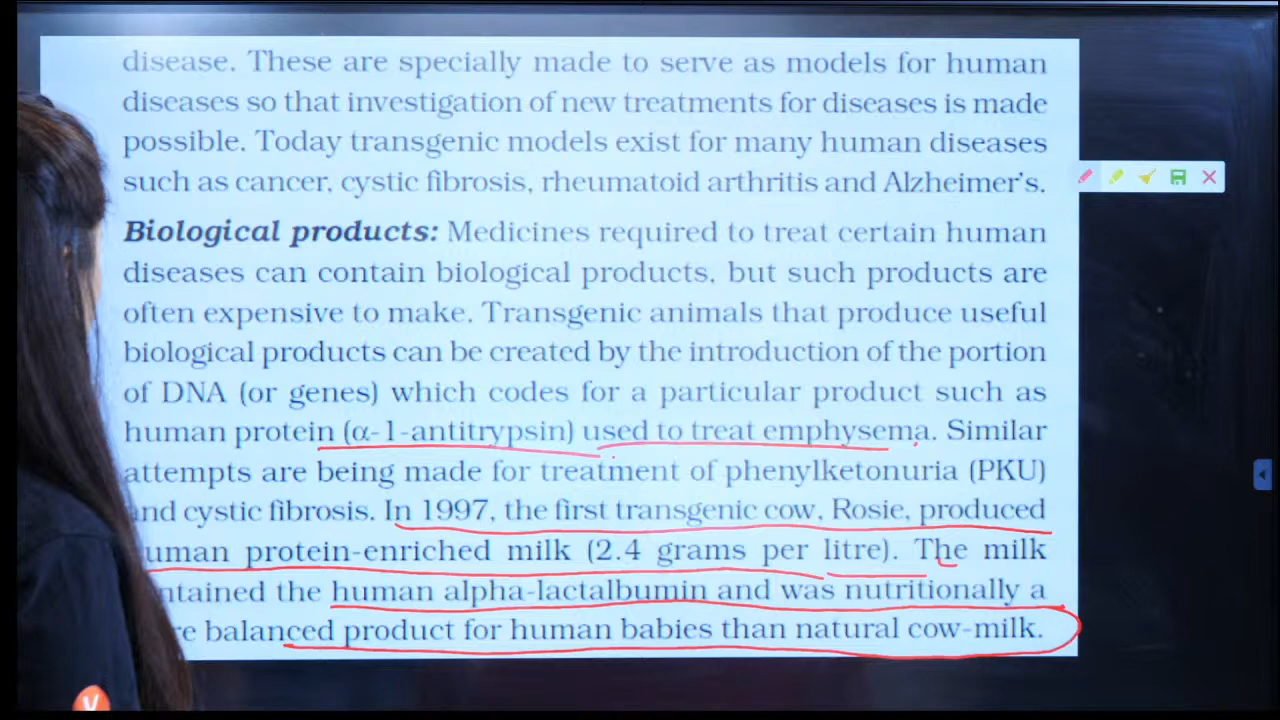 disease. These are specially made to serve as models for human
diseases so that investigation of new treatments for diseases is made
possible. Today transgenic models exist for many human diseases
such as cancer, cystic fibrosis, rheumatoid arthritis and Alzheimer's.
Biological products: Medicines required to treat certain human
diseases can contain biological products, but such products are
often expensive to make. Transgenic animals that produce useful
biological products can be created by the introduction of the portion
of DNA (or genes) which codes for a particular product such as
human protein (α-1-antitrypsin) used to treat emphysema. Similar
attempts are being made for treatment of phenylketonuria (PKU)
and cystic fibrosis. In 1997, the first transgenic cow, Rosie, produced
uman protein-enriched milk (2.4 grams per litre). The milk
ntained the human alpha-lactalbumin and was nutritionally a
re balanced product for human babies than natural cow-milk.